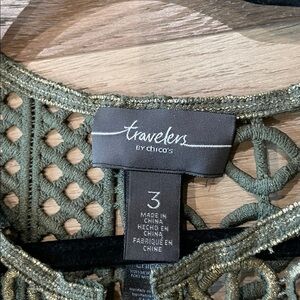 travelers
BY chico's
3
MADE IN
CHINA
HECHO EN
CHINA
FABRIQUÉ EN
CHINE